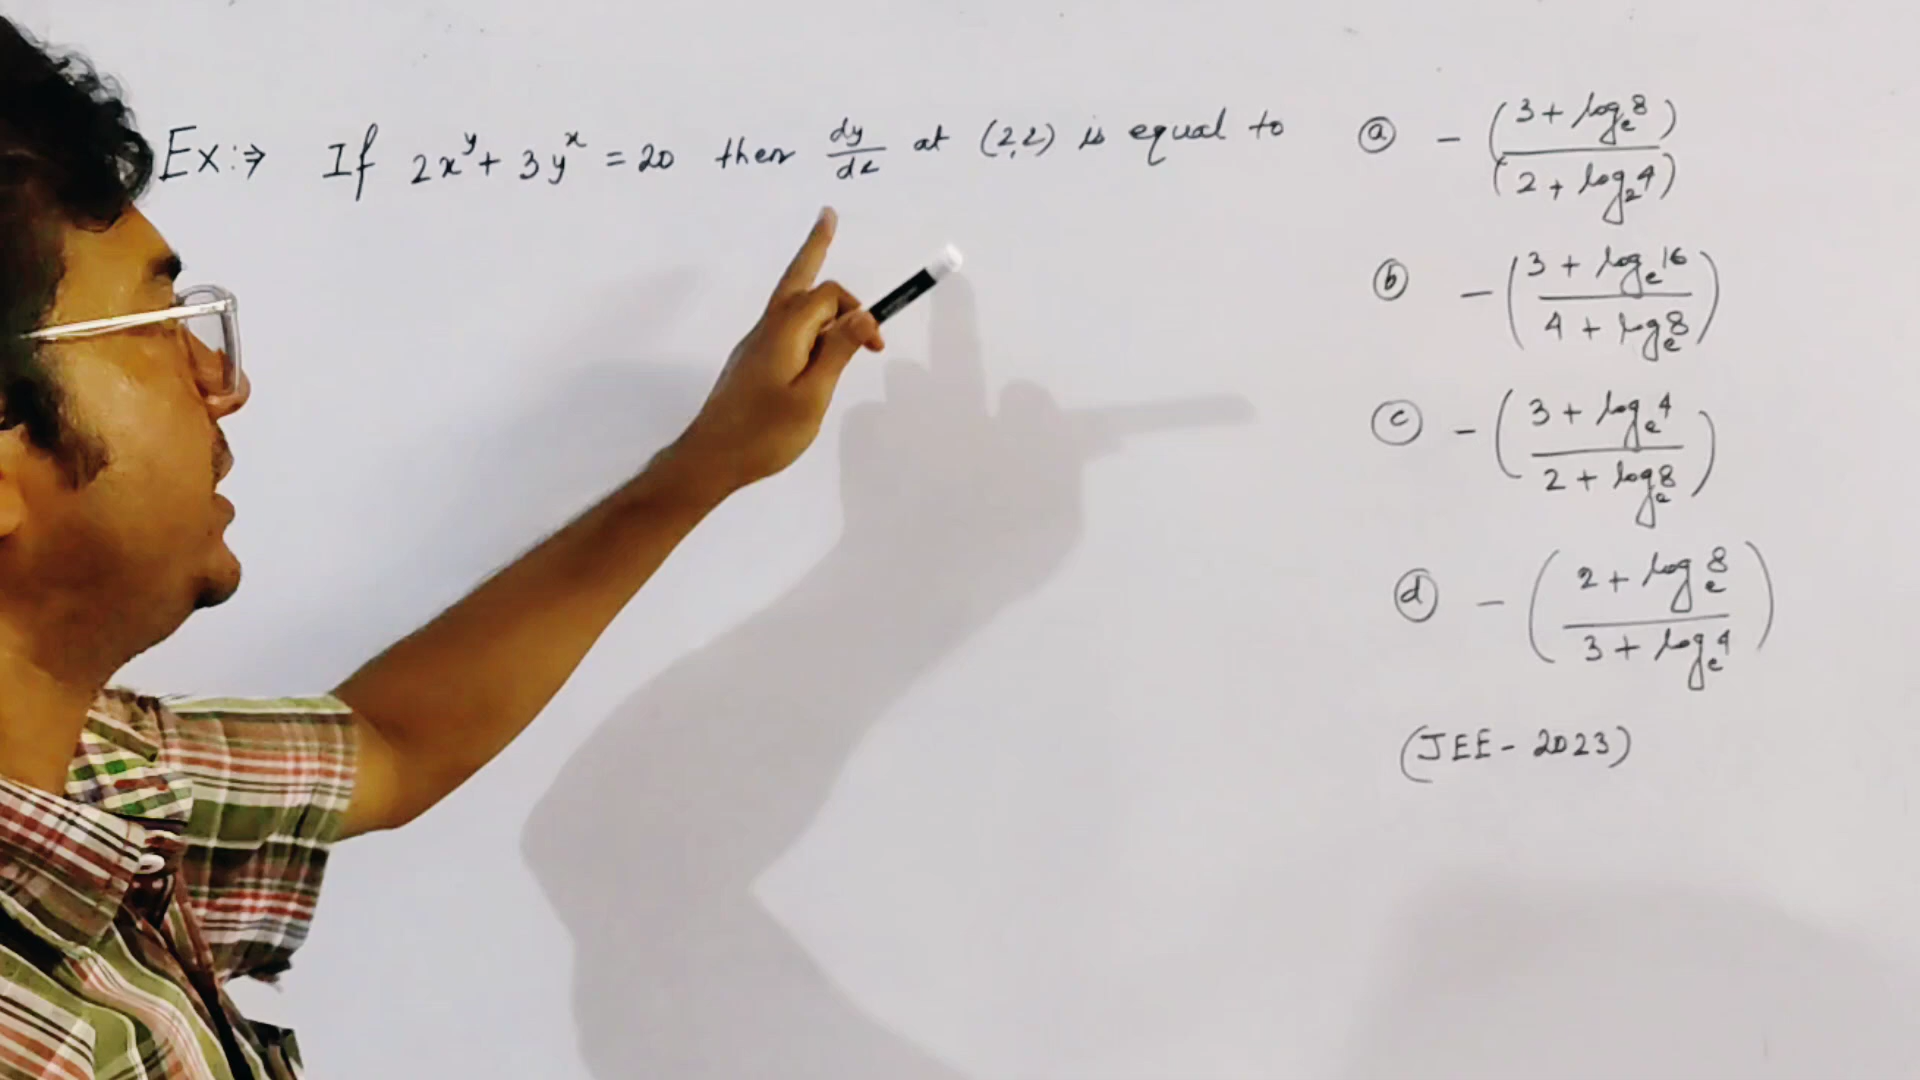 Ex:⇒ If 2x^y + 3y^x = 20 then dy/dx at (2,2) is equal to
(a) - (3 + log_e 8)/(2 + log_2 4)
(b) - ((3 + log_e 16)/(4 + log_e 8))
(c) - ((3 + log_e 4)/(2 + log_e 8))
(d) - ((2 + log_e 8)/(3 + log_e 4))
(JEE - 2023)